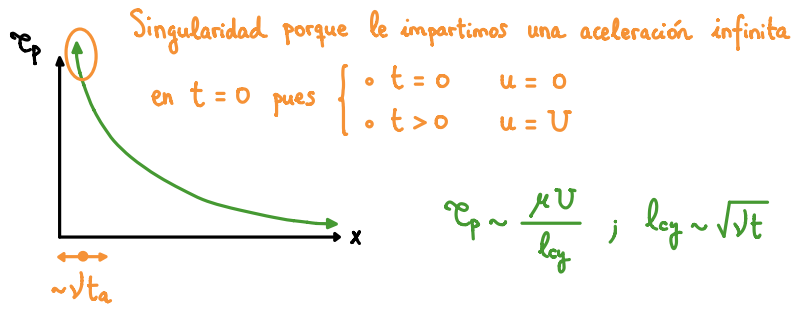 Singularidad porque le impartimos una aceleración infinita
en t = 0 pues { • t = 0 u = 0
• t > 0 u = U
τp
x
~νta
τp ~ μU / lcy ; lcy ~ √νt